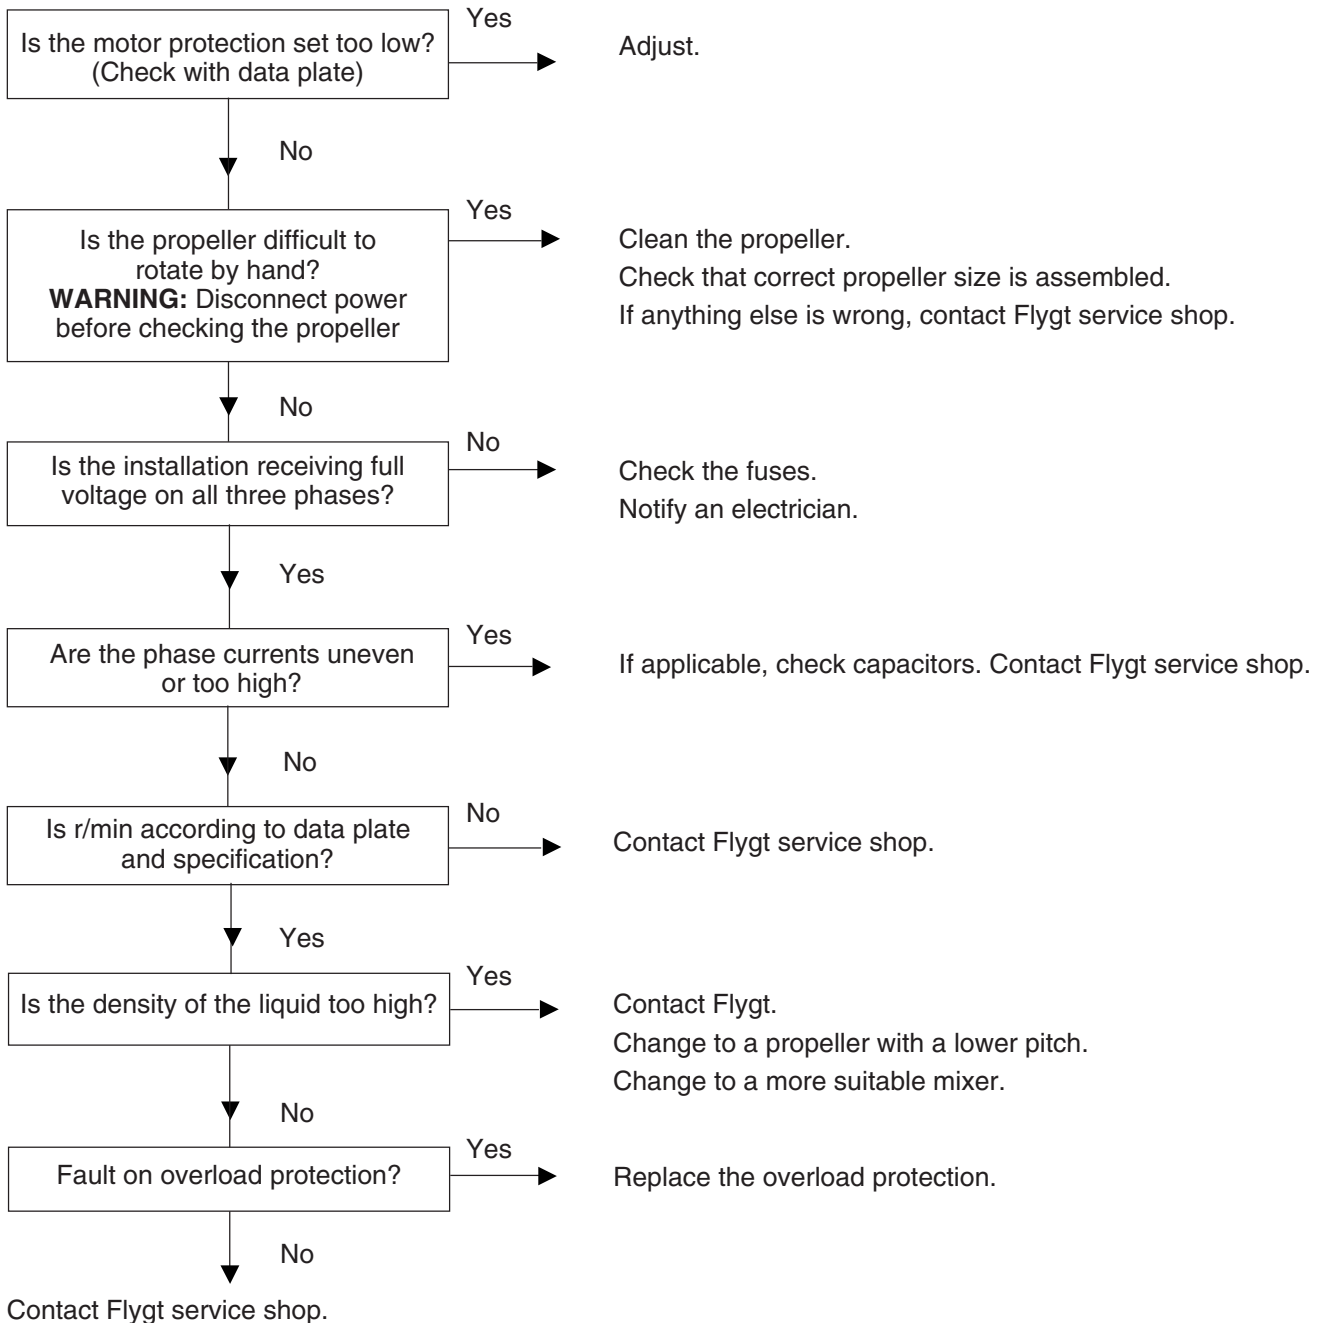 Is the motor protection set too low?
(Check with data plate)
Yes
Adjust.
No
Is the propeller difficult to
rotate by hand?
WARNING: Disconnect power
before checking the propeller
Yes
Clean the propeller.
Check that correct propeller size is assembled.
If anything else is wrong, contact Flygt service shop.
No
Is the installation receiving full
voltage on all three phases?
No
Check the fuses.
Notify an electrician.
Yes
Are the phase currents uneven
or too high?
Yes
If applicable, check capacitors. Contact Flygt service shop.
No
Is r/min according to data plate
and specification?
No
Contact Flygt service shop.
Yes
Is the density of the liquid too high?
Yes
Contact Flygt.
Change to a propeller with a lower pitch.
Change to a more suitable mixer.
No
Fault on overload protection?
Yes
Replace the overload protection.
No
Contact Flygt service shop.